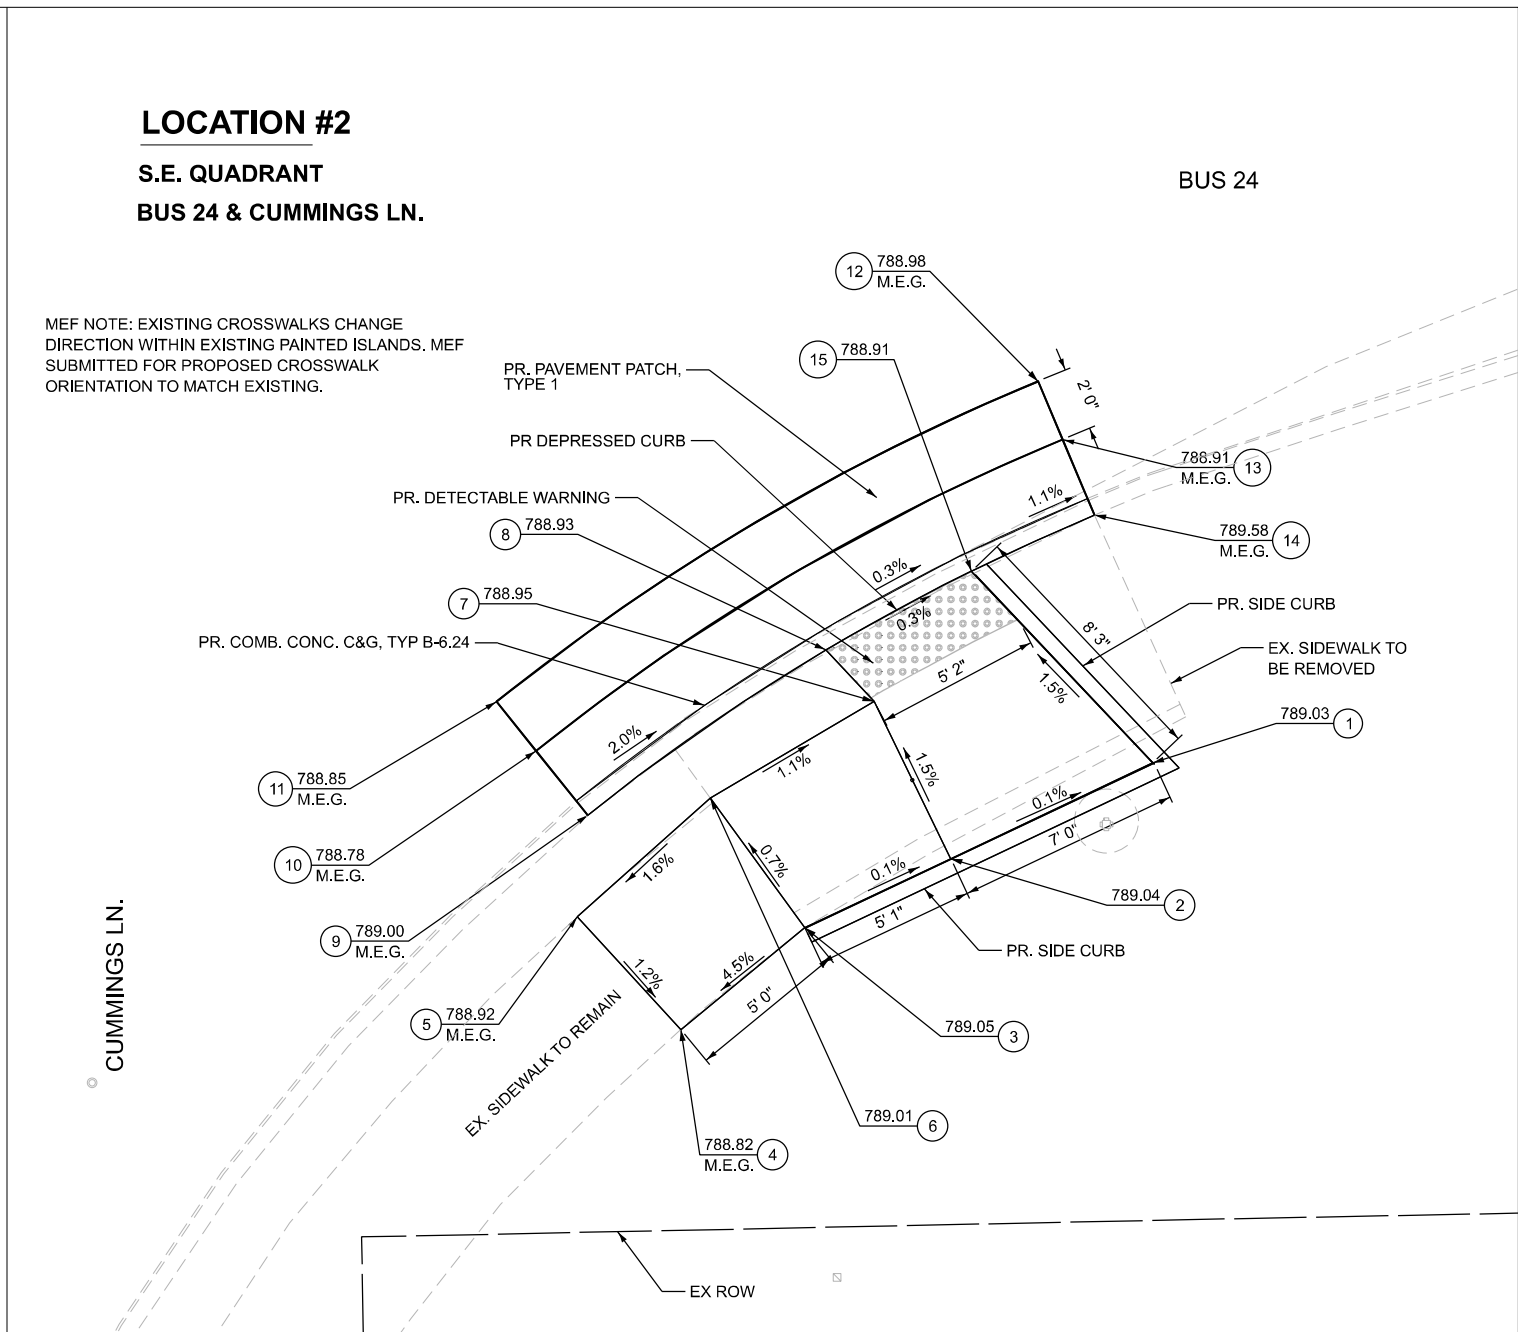 LOCATION #2
S.E. QUADRANT
BUS 24 & CUMMINGS LN.
BUS 24
MEF NOTE: EXISTING CROSSWALKS CHANGE
DIRECTION WITHIN EXISTING PAINTED ISLANDS. MEF
SUBMITTED FOR PROPOSED CROSSWALK
ORIENTATION TO MATCH EXISTING.
12 788.98
M.E.G.
15 788.91
PR. PAVEMENT PATCH,
TYPE 1
2' 0"
PR DEPRESSED CURB
788.91 13
M.E.G.
PR. DETECTABLE WARNING
1.1%
8 788.93
789.58 14
M.E.G.
0.3%
0.3%
7 788.95
PR. SIDE CURB
8' 3"
PR. COMB. CONC. C&G, TYP B-6.24
EX. SIDEWALK TO
BE REMOVED
5' 2"
1.5%
789.03 1
2.0%
1.1%
1.5%
11 788.85
M.E.G.
0.1%
7' 0"
10 788.78
M.E.G.
1.6%
0.7%
0.1%
789.04 2
5' 1"
9 789.00
M.E.G.
PR. SIDE CURB
CUMMINGS LN.
1.2%
4.5%
5' 0"
5 788.92
M.E.G.
789.05 3
EX. SIDEWALK TO REMAIN
789.01 6
788.82 4
M.E.G.
EX ROW